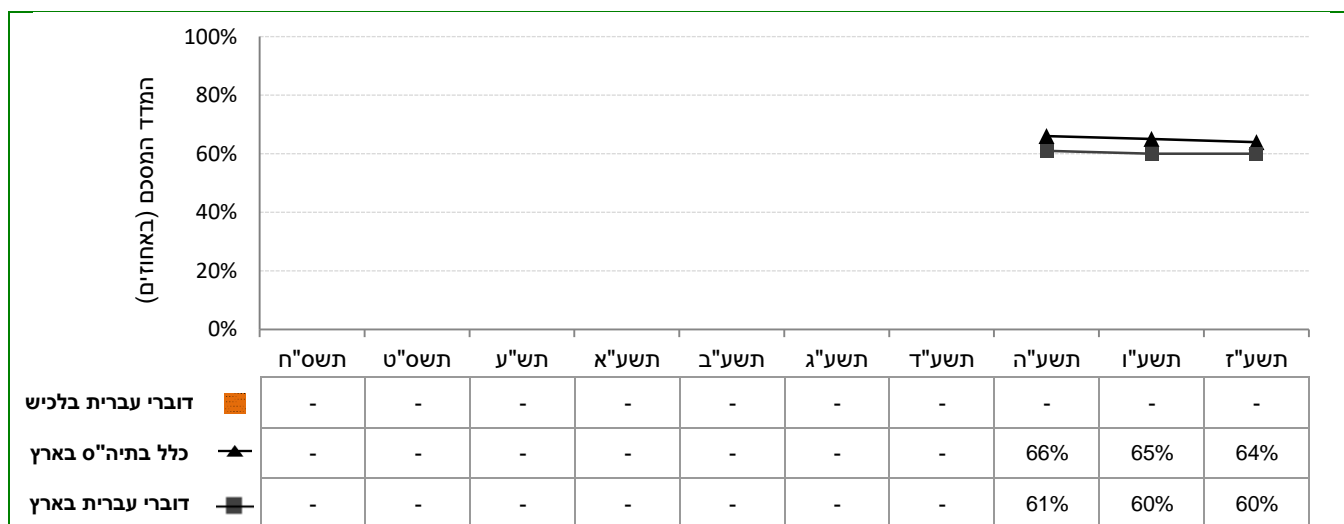 המדד המסכם (באחוזים)
100%
80%
60%
40%
20%
0%
תשס"ח תשס"ט תש"ע תשע"א תשע"ב תשע"ג תשע"ד תשע"ה תשע"ו תשע"ז
דוברי עברית בלכיש - - - - - - - - - -
כלל בתיה"ס בארץ - - - - - - - 66% 65% 64%
דוברי עברית בארץ - - - - - - - 61% 60% 60%